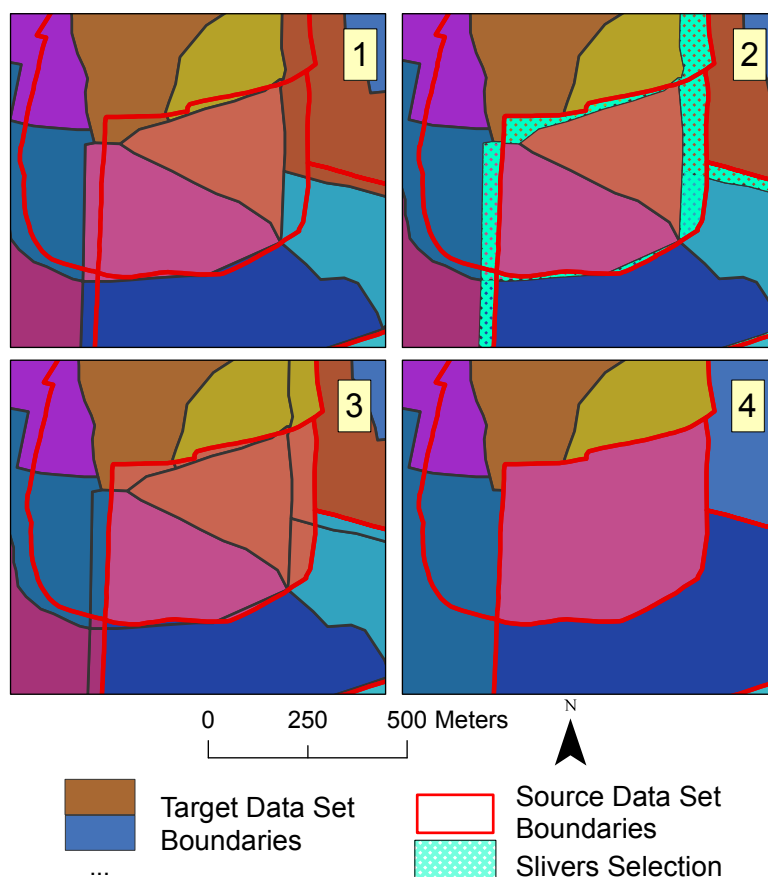 1
2
3
4
0 250 500 Meters
N
Target Data Set
Boundaries
...
Source Data Set
Boundaries
Slivers Selection